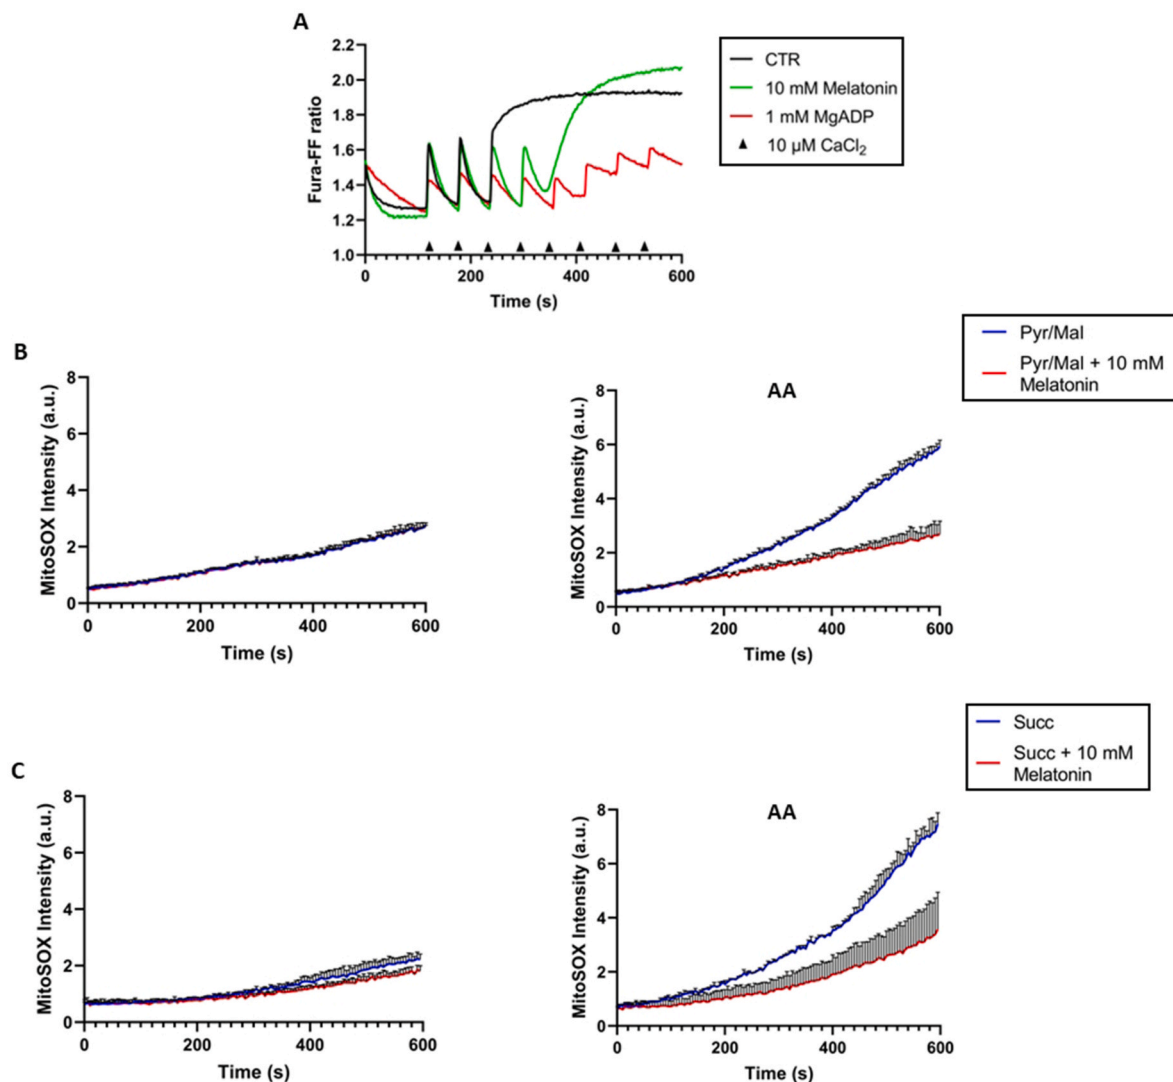 A
2.2
2.0
1.8
1.6
1.4
1.2
1.0
Fura-FF ratio
0
200
400
600
Time (s)
CTR
10 mM Melatonin
1 mM MgADP
10 µM CaCl₂
B
8
6
4
2
0
MitoSOX Intensity (a.u.)
0
200
400
600
Time (s)
AA
8
6
4
2
0
MitoSOX Intensity (a.u.)
0
200
400
600
Time (s)
Pyr/Mal
Pyr/Mal + 10 mM
Melatonin
C
8
6
4
2
0
MitoSOX Intensity (a.u.)
0
200
400
600
Time (s)
AA
8
6
4
2
0
MitoSOX Intensity (a.u.)
0
200
400
600
Time (s)
Succ
Succ + 10 mM
Melatonin